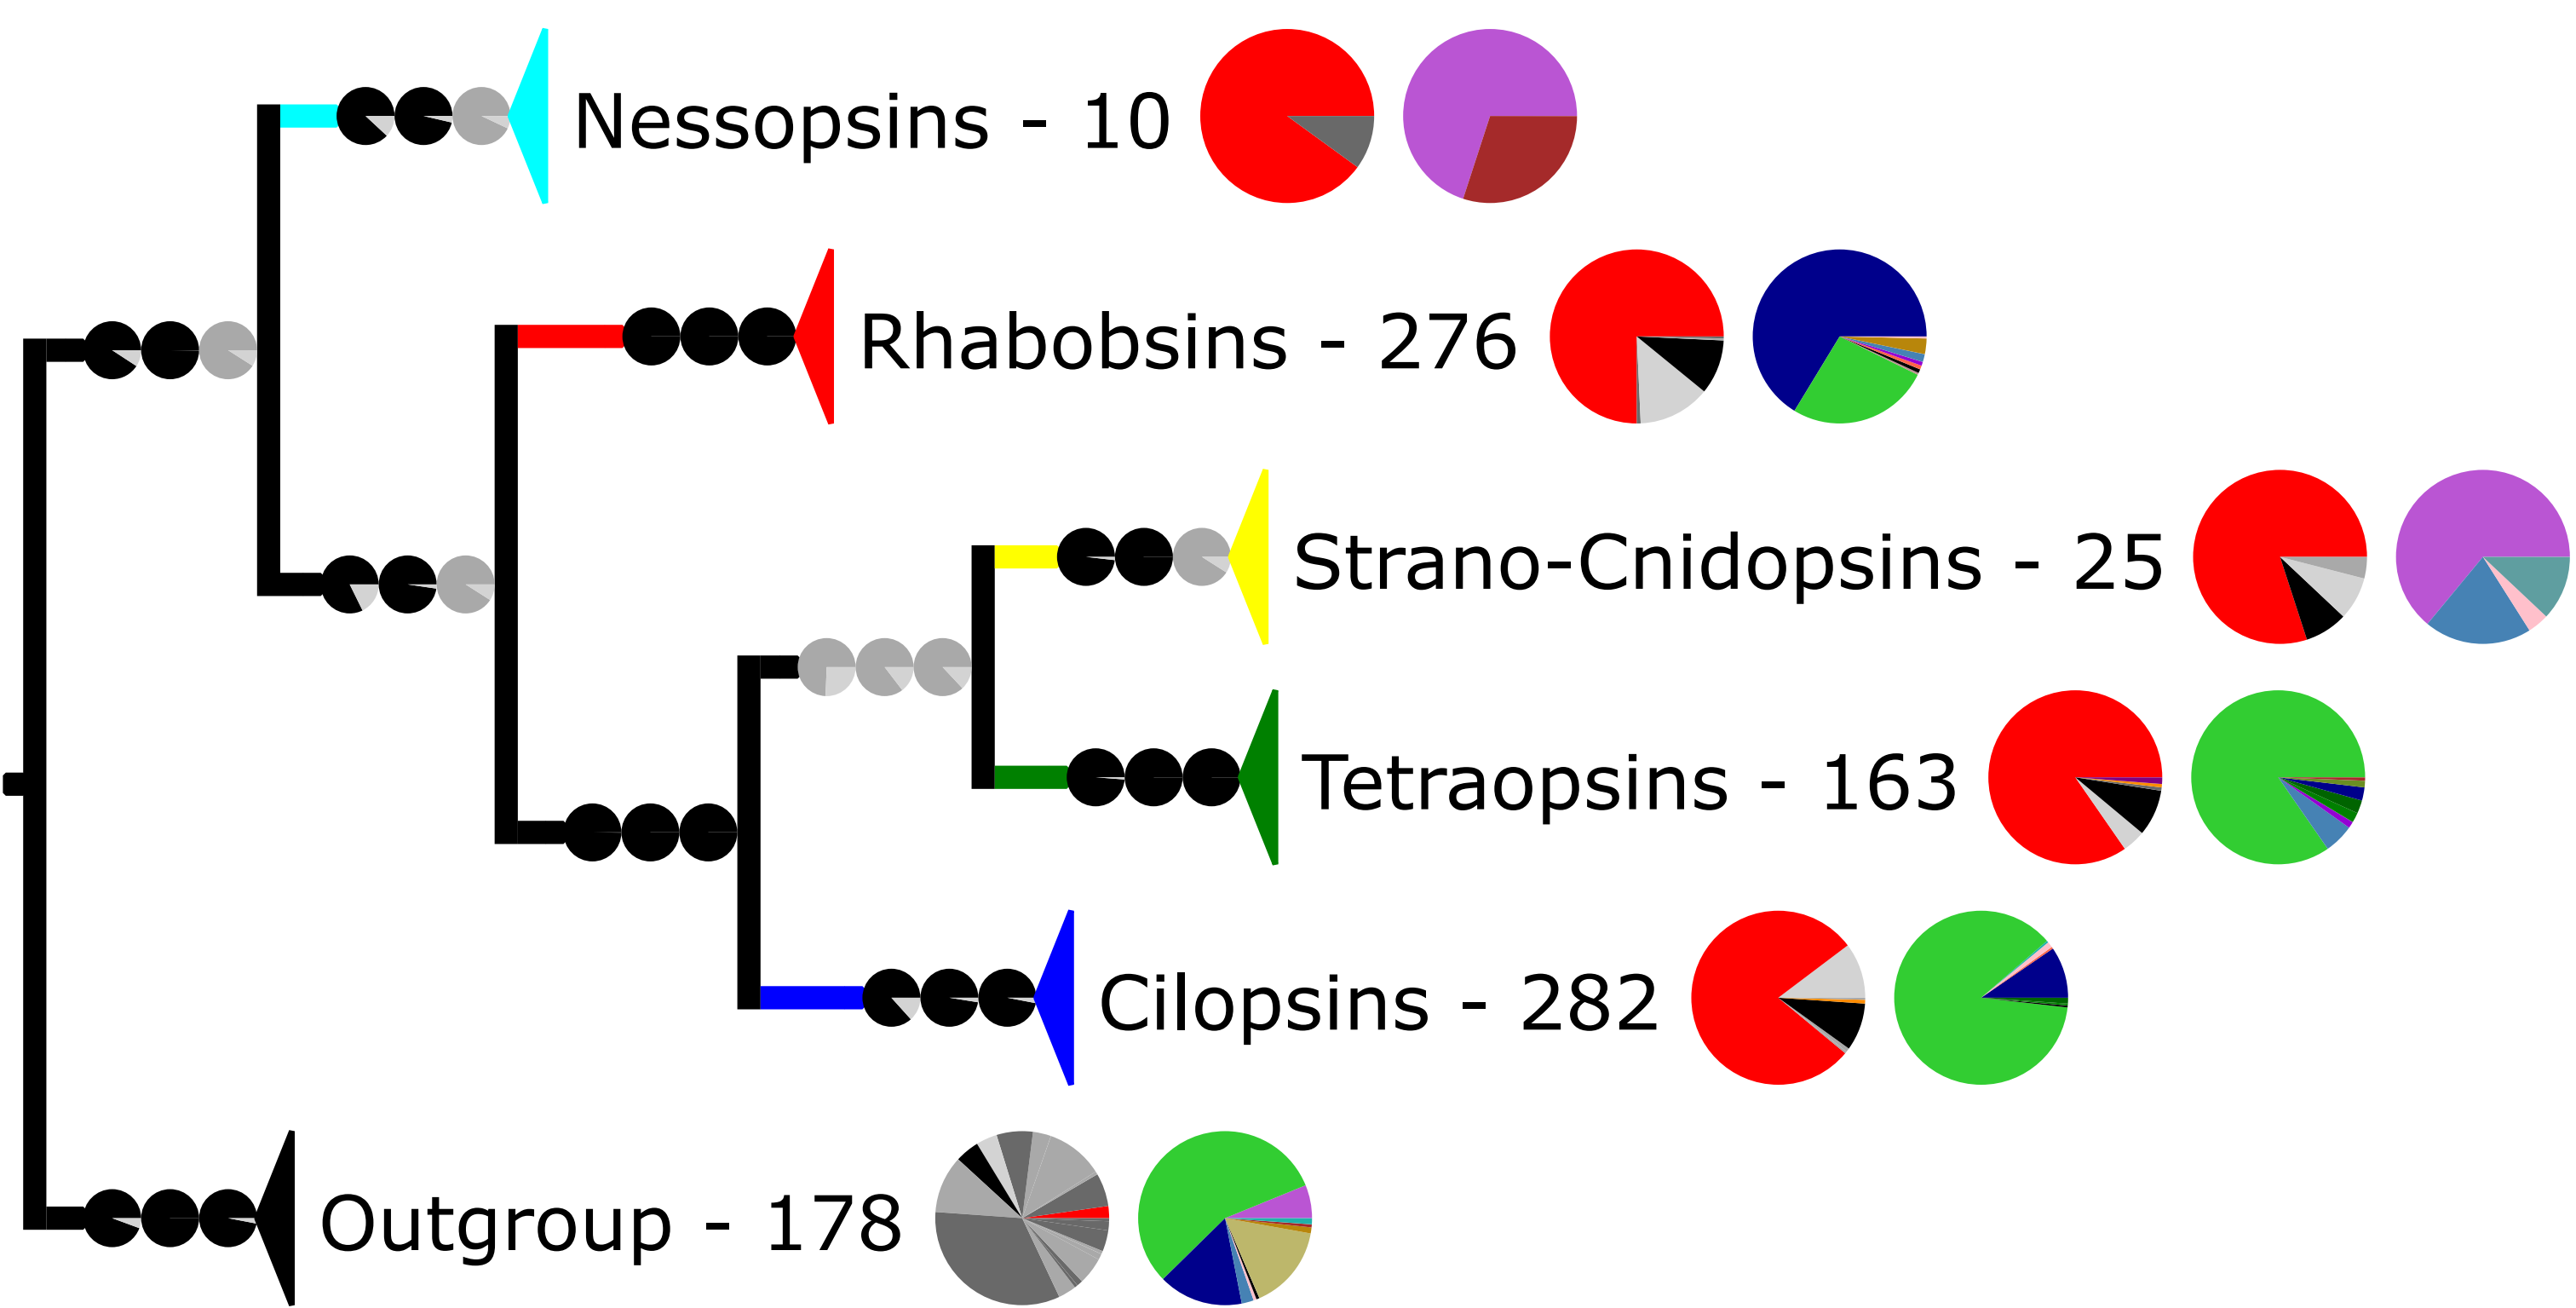 Nessopsins - 10
Rhabobsins - 276
Strano-Cnidopsins - 25
Tetraopsins - 163
Cilopsins - 282
Outgroup - 178